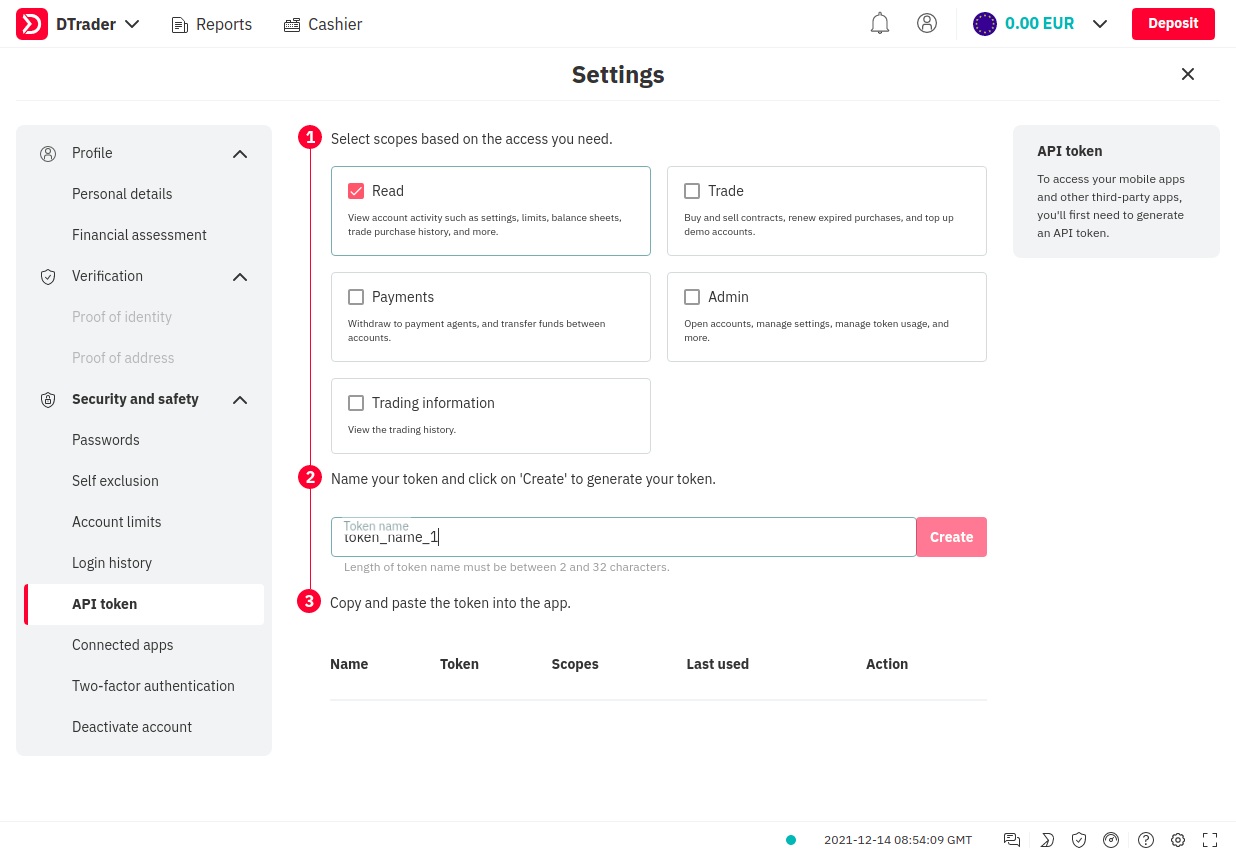 DTrader
Reports
Cashier
0.00 EUR
Deposit
Settings
Profile
Personal details
Financial assessment
Verification
Proof of identity
Proof of address
Security and safety
Passwords
Self exclusion
Account limits
Login history
API token
Connected apps
Two-factor authentication
Deactivate account
1 Select scopes based on the access you need.
Read
View account activity such as settings, limits, balance sheets,
trade purchase history, and more.
Trade
Buy and sell contracts, renew expired purchases, and top up
demo accounts.
Payments
Withdraw to payment agents, and transfer funds between
accounts.
Admin
Open accounts, manage settings, manage token usage, and
more.
Trading information
View the trading history.
2 Name your token and click on 'Create' to generate your token.
Token name
token_name_1
Create
Length of token name must be between 2 and 32 characters.
3 Copy and paste the token into the app.
Name Token Scopes Last used Action
API token
To access your mobile apps
and other third-party apps,
you'll first need to generate
an API token.
2021-12-14 08:54:09 GMT